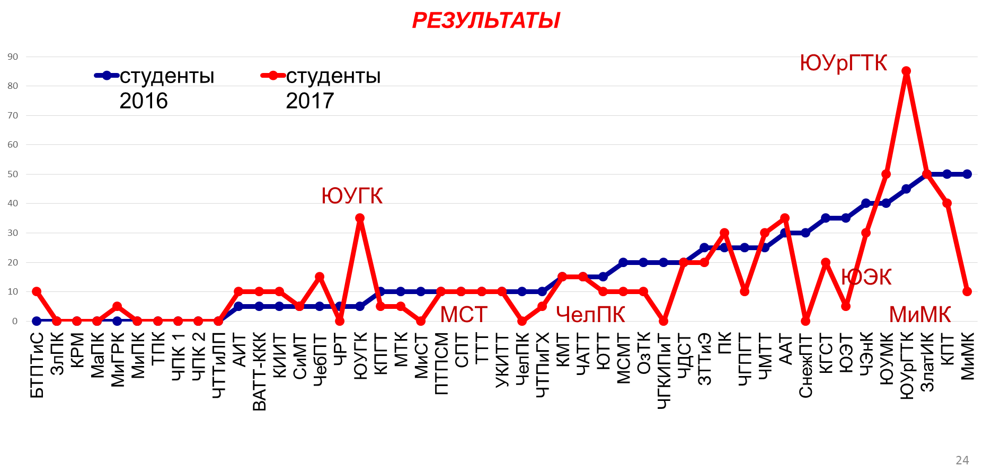 РЕЗУЛЬТАТЫ
90
80
70
60
50
40
30
20
10
0
студенты
2016
студенты
2017
ЮУрГТК
ЮУГК
ЮЭК
МСТ
ЧелПК
МиМК
БТПТиС
ЗлПК
КРМ
МаПК
МиГРК
МиПК
ТПК
ЧПК 1
ЧПК 2
ЧТТиЛП
АИТ
ВАТТ-ККК
КИИТ
СиМТ
ЧебПТ
ЧРТ
ЮУГК
КПГТ
МТК
МиСТ
ПТПСМ
СПТ
ТТТ
УКИТТ
ЧелПК
ЧТПиГХ
КМТ
ЧАТТ
ЮТТ
МСМТ
ОзТК
ЧГКИПиТ
ЧДСТ
ЗТТиЭ
ПК
ЧГПГТ
ЧМТТ
ААТ
СнежПТ
КГСТ
ЮЭТ
ЧЭнК
ЮУМК
ЮУрГТК
ЗлатИК
КПТ
МиМК
24